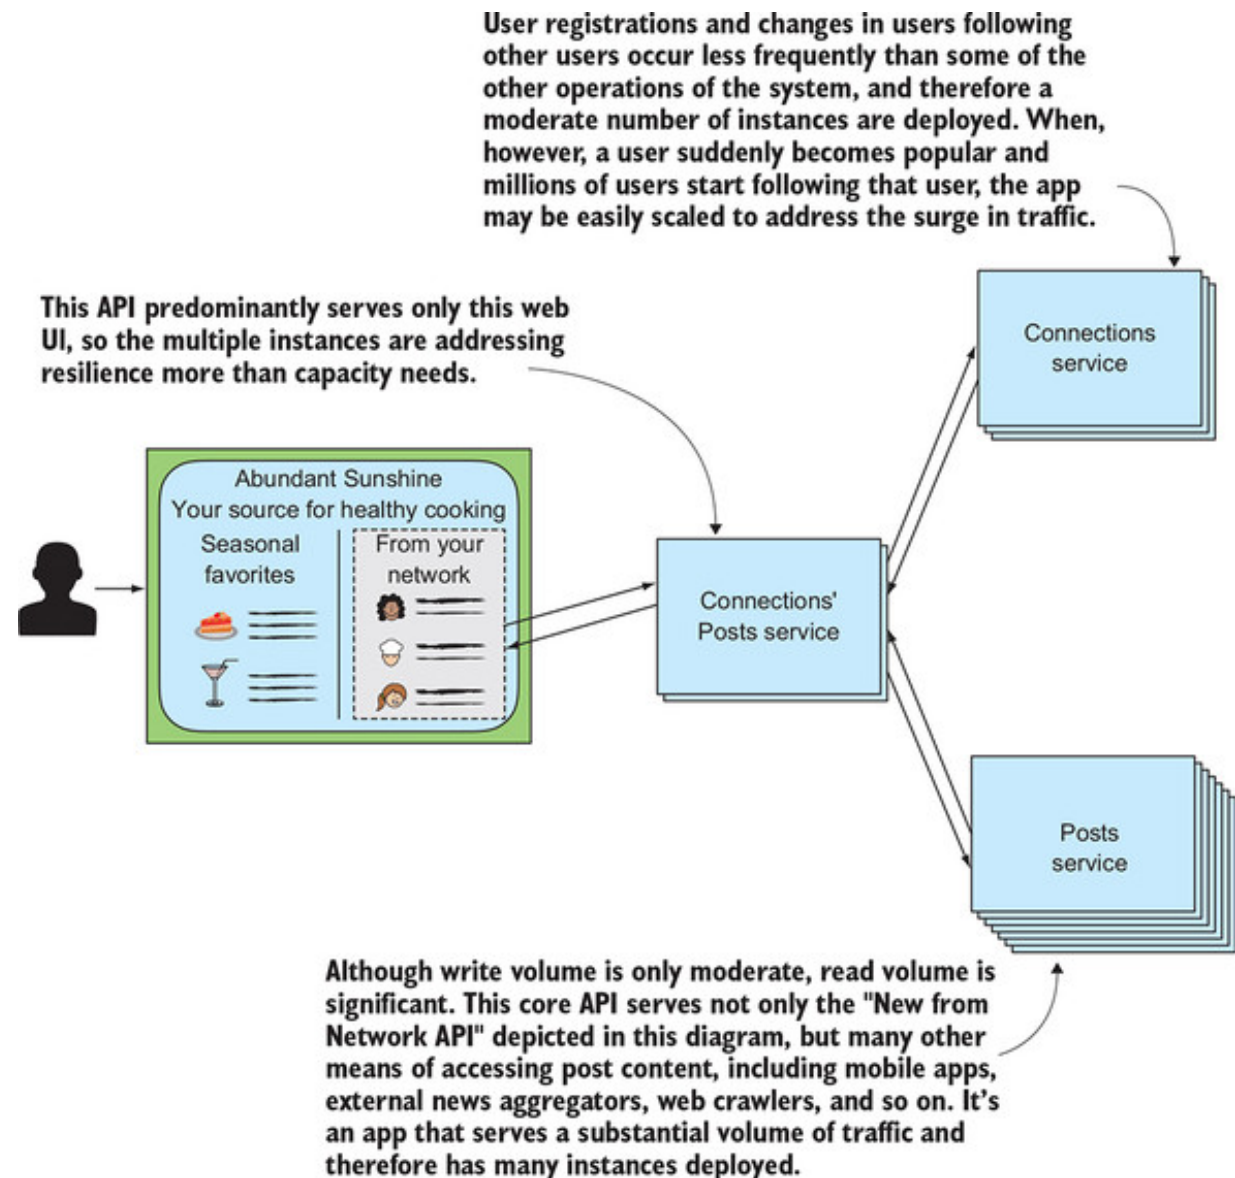 User registrations and changes in users following
other users occur less frequently than some of the
other operations of the system, and therefore a
moderate number of instances are deployed. When,
however, a user suddenly becomes popular and
millions of users start following that user, the app
may be easily scaled to address the surge in traffic.
This API predominantly serves only this web
UI, so the multiple instances are addressing
resilience more than capacity needs.
Connections
service
Abundant Sunshine
Your source for healthy cooking
Seasonal
favorites
From your
network
Connections'
Posts service
Posts
service
Although write volume is only moderate, read volume is
significant. This core API serves not only the "New from
Network API" depicted in this diagram, but many other
means of accessing post content, including mobile apps,
external news aggregators, web crawlers, and so on. It's
an app that serves a substantial volume of traffic and
therefore has many instances deployed.